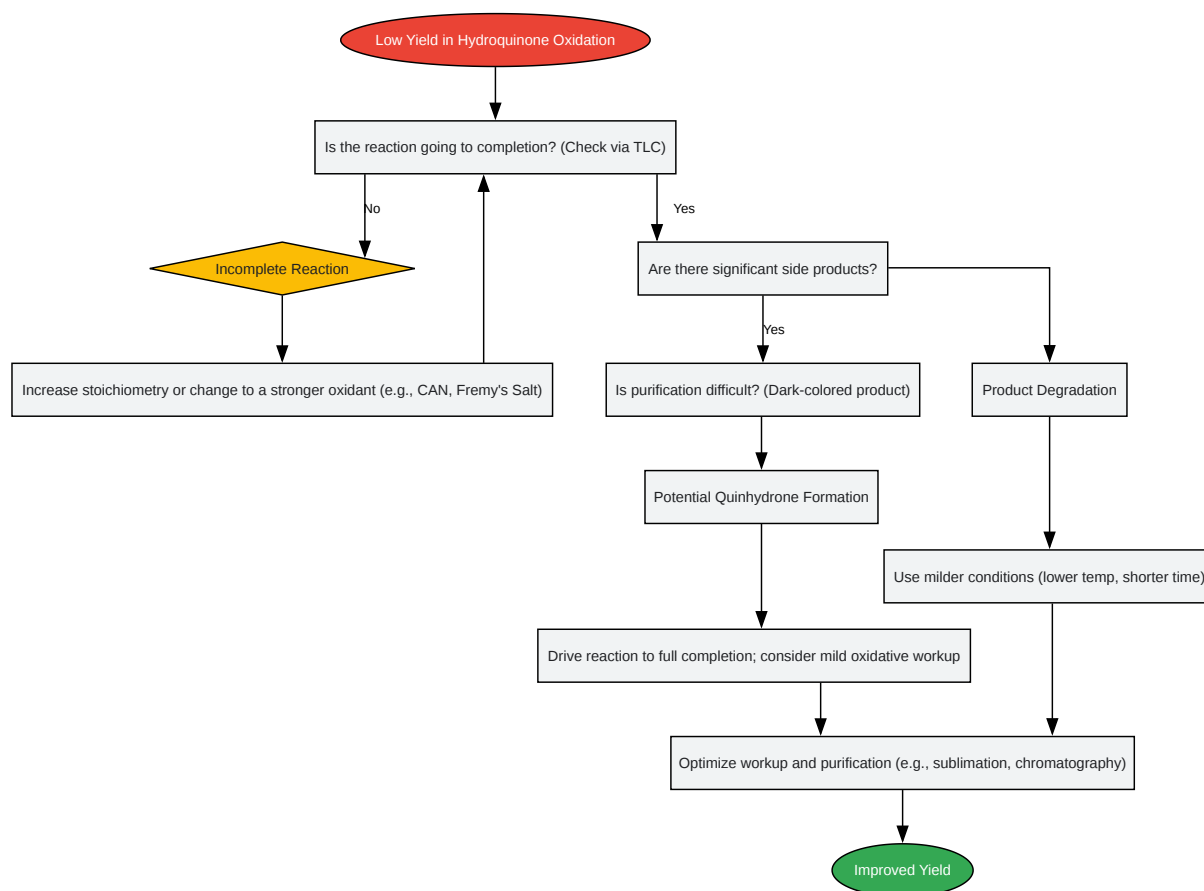 Low Yield in Hydroquinone Oxidation
Is the reaction going to completion? (Check via TLC)
No
Yes
Incomplete Reaction
Are there significant side products?
Yes
Increase stoichiometry or change to a stronger oxidant (e.g., CAN, Fremy's Salt)
Is purification difficult? (Dark-colored product)
Product Degradation
Potential Quinhydrone Formation
Use milder conditions (lower temp, shorter time)
Drive reaction to full completion; consider mild oxidative workup
Optimize workup and purification (e.g., sublimation, chromatography)
Improved Yield